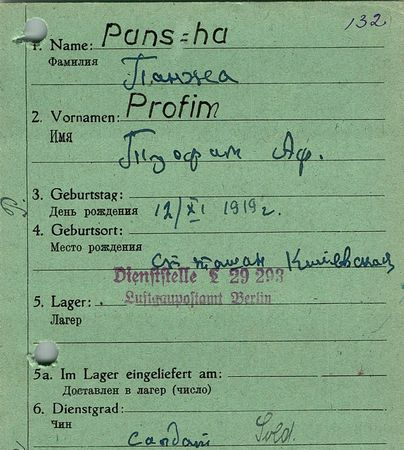 132
1. Name: Pans=ha
Фамилия
Панжа
2. Vornamen: Profim
Имя
Трофим Аф.
3. Geburtstag:
День рождения 12/XI 1919 г.
4. Geburtsort:
Место рождения
Dienststelle L 29 293
Luftgaupostamt Berlin
5. Lager:
Лагерь
5a. Im Lager eingeliefert am:
Доставлен в лагерь (число)
6. Dienstgrad:
Чин
солдат Sold.